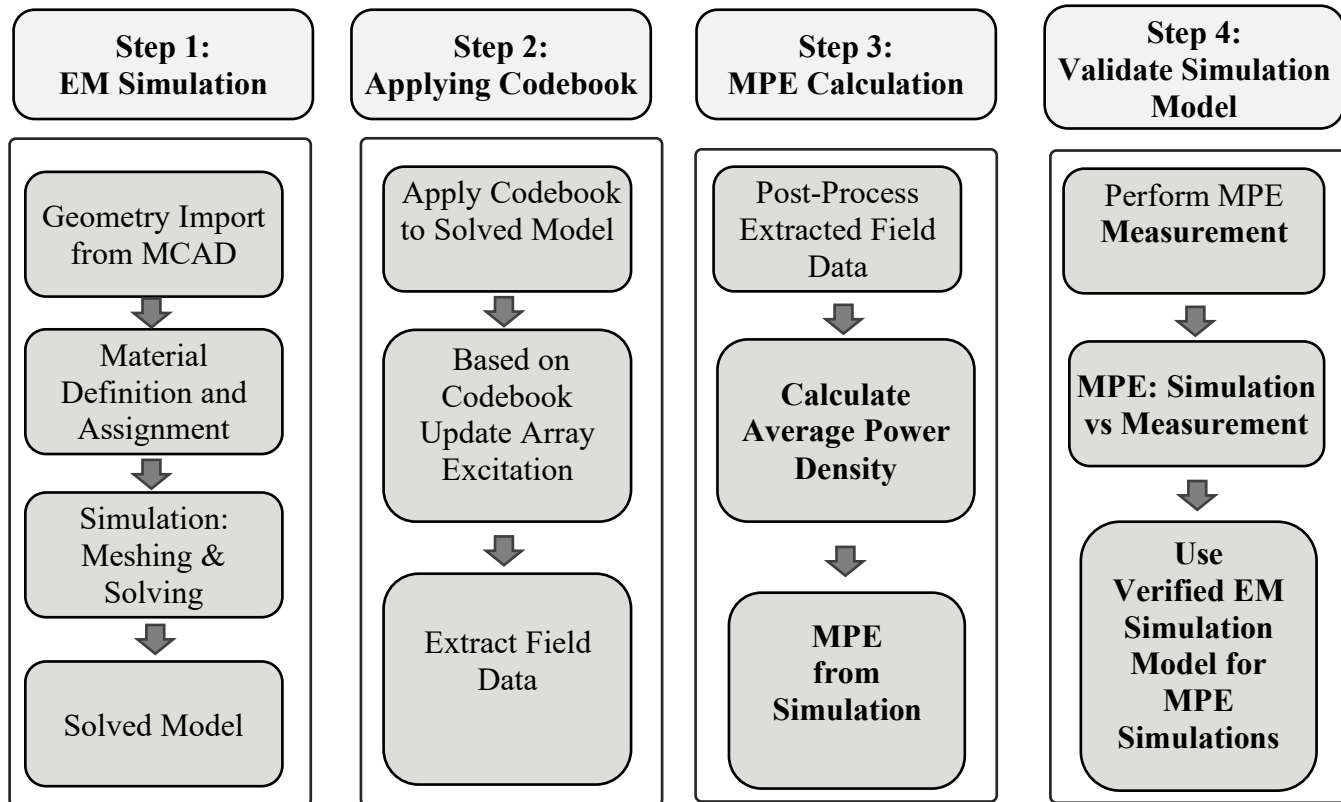 Step 1:
EM Simulation
Geometry Import
from MCAD
Material
Definition and
Assignment
Simulation:
Meshing &
Solving
Solved Model
Step 2:
Applying Codebook
Apply Codebook
to Solved Model
Based on
Codebook
Update Array
Excitation
Extract Field
Data
Step 3:
MPE Calculation
Post-Process
Extracted Field
Data
Calculate
Average Power
Density
MPE
from
Simulation
Step 4:
Validate Simulation
Model
Perform MPE
Measurement
MPE: Simulation
vs Measurement
Use
Verified EM
Simulation
Model for
MPE
Simulations